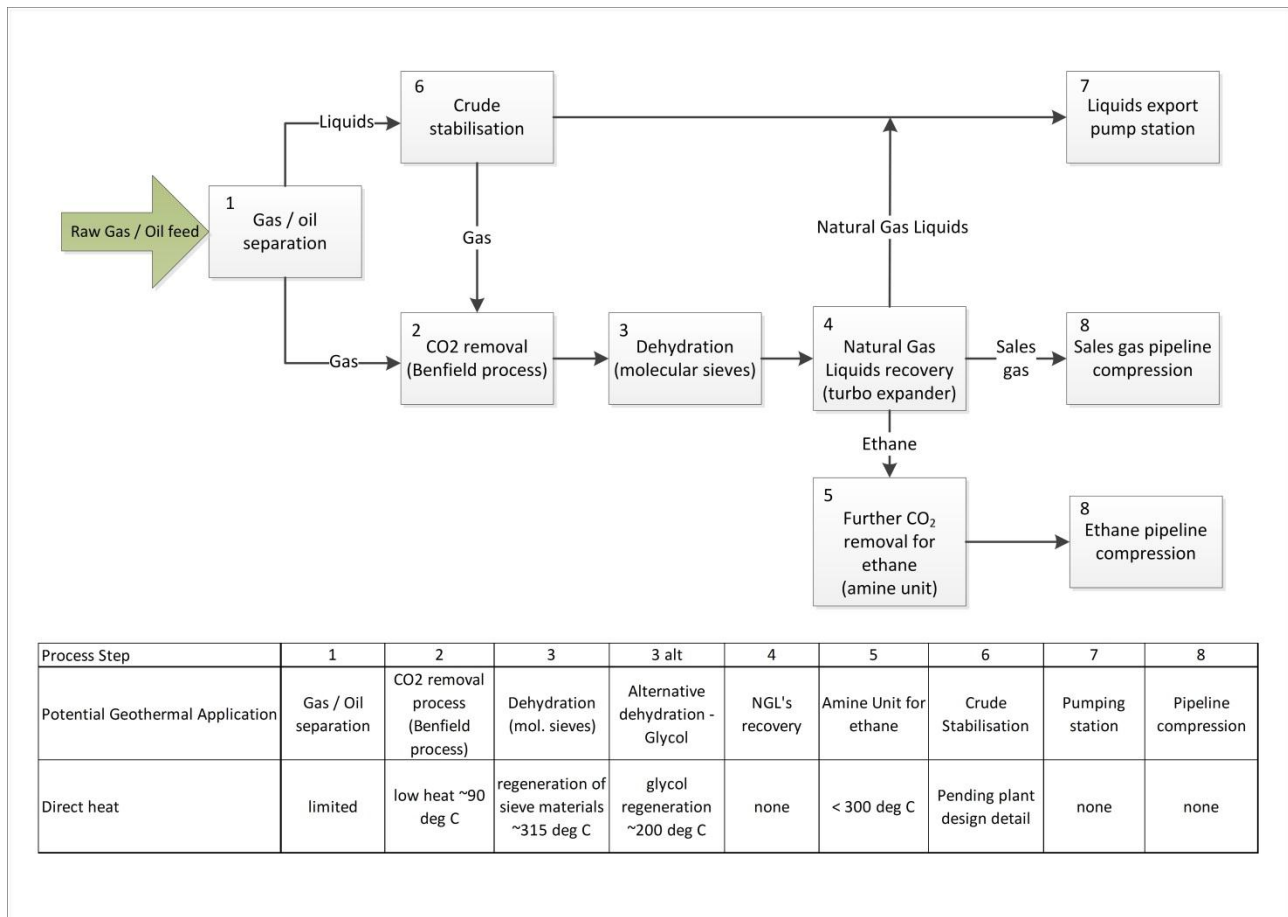 6
Crude
stabilisation
7
Liquids export
pump station
Liquids
1
Gas / oil
separation
Raw Gas / Oil feed
Gas
Natural Gas Liquids
Gas
2
CO2 removal
(Benfield process)
3
Dehydration
(molecular sieves)
4
Natural Gas
Liquids recovery
(turbo expander)
Sales
gas
8
Sales gas pipeline
compression
Ethane
5
Further CO₂
removal for
ethane
(amine unit)
8
Ethane pipeline
compression
Process Step 1 2 3 3 alt 4 5 6 7 8
Potential Geothermal Application
Gas / Oil
separation
CO2 removal
process
(Benfield
process)
Dehydration
(mol. sieves)
Alternative
dehydration -
Glycol
NGL's
recovery
Amine Unit for
ethane
Crude
Stabilisation
Pumping
station
Pipeline
compression
Direct heat
limited
low heat ~90
deg C
regeneration of
sieve materials
~315 deg C
glycol
regeneration
~200 deg C
none
< 300 deg C
Pending plant
design detail
none
none